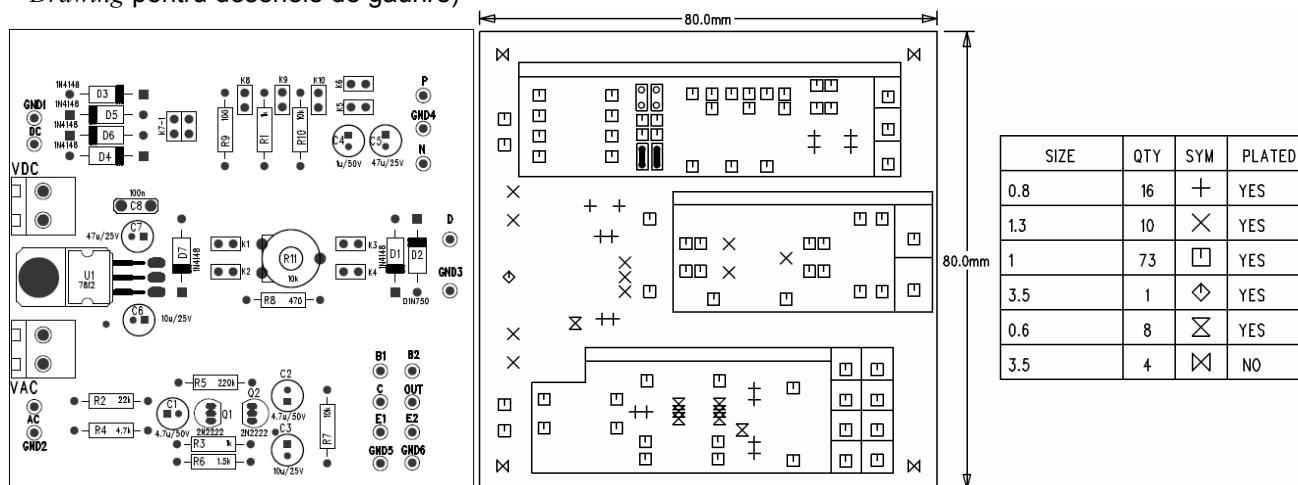 Drawing pentru desenele de găurire)
1N4148
D3
1N4148
D5
1N4148
D6
1N4148
D4
GND1
DC
K7-1
K8
K9
K10
K6
K5
R9
100
R1
1k
R10
10k
C4
1u/50V
C5
47u/25V
P
GND4
N
VDC
100n
C8
C7
47u/25V
U1
7812
C6
10u/25V
D7
1N4148
K1
K2
R11
10k
K3
K4
R8 470
D1
1N4148
D2
DIN750
D
GND3
VAC
AC
GND2
R2 22k
R4 4.7k
R5 220k
C1
4.7u/50V
Q1
2N2222
Q2
2N2222
R3 1k
R6 1.5k
C2
4.7u/50V
C3
10u/25V
R7
10k
B1 B2
C OUT
E1 E2
GND5 GND6
80.0mm
80.0mm
SIZE QTY SYM PLATED
0.8 16 YES
1.3 10 YES
1 73 YES
3.5 1 YES
0.6 8 YES
3.5 4 NO